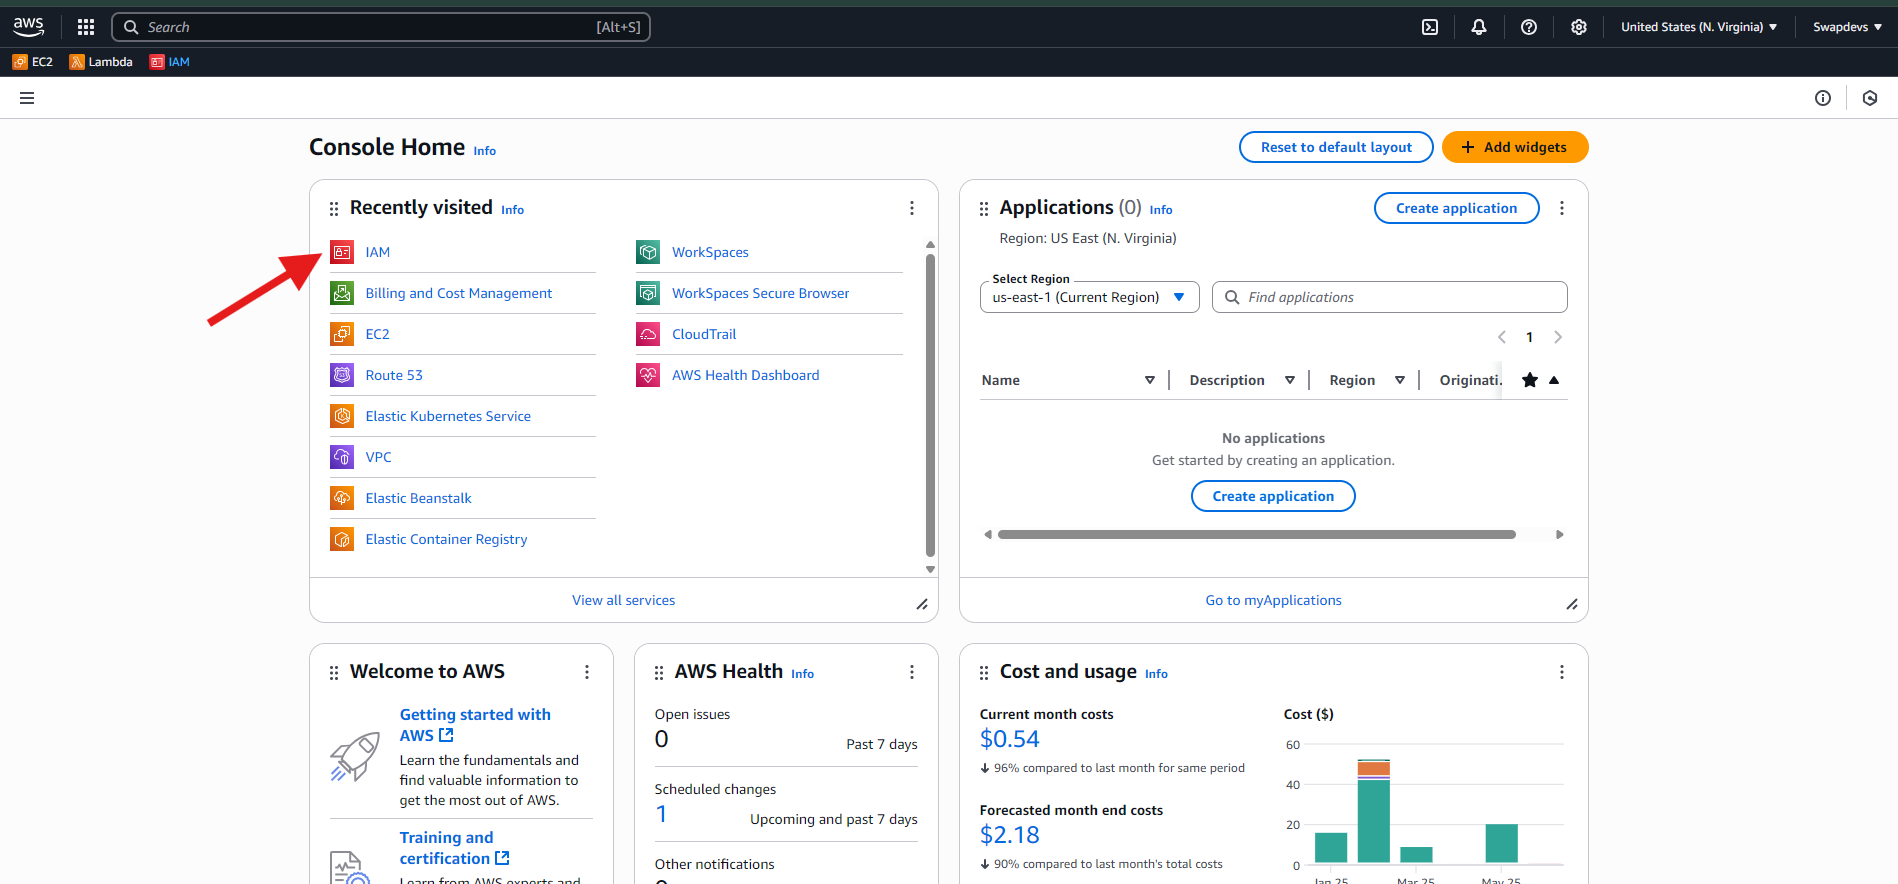 aws
Search
[Alt+S]
United States (N. Virginia)
Swapdevs
EC2
Lambda
IAM
Console Home Info
Reset to default layout
Add widgets
Recently visited Info
IAM
Billing and Cost Management
EC2
Route 53
Elastic Kubernetes Service
VPC
Elastic Beanstalk
Elastic Container Registry
WorkSpaces
WorkSpaces Secure Browser
CloudTrail
AWS Health Dashboard
View all services
Applications (0) Info
Create application
Region: US East (N. Virginia)
Select Region
us-east-1 (Current Region)
Find applications
1
Name
Description
Region
Originati.
No applications
Get started by creating an application.
Create application
Go to myApplications
Welcome to AWS
Getting started with
AWS
Learn the fundamentals and
find valuable information to
get the most out of AWS.
Training and
certification
Learn from AWS experts and
AWS Health Info
Open issues
0
Past 7 days
Scheduled changes
1
Upcoming and past 7 days
Other notifications
Cost and usage Info
Current month costs
$0.54
96% compared to last month for same period
Forecasted month end costs
$2.18
90% compared to last month's total costs
Cost ($)
60
40
20
0
Jan 25
Mar 25
May 25